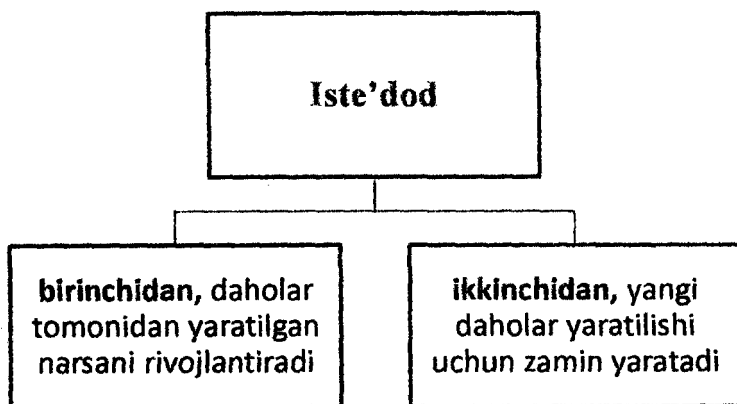 Iste’dod
birinchidan, daholar
tomonidan yaratilgan
narsani rivojlantiradi
ikkinchidan, yangi
daholar yaratilishi
uchun zamin yaratadi